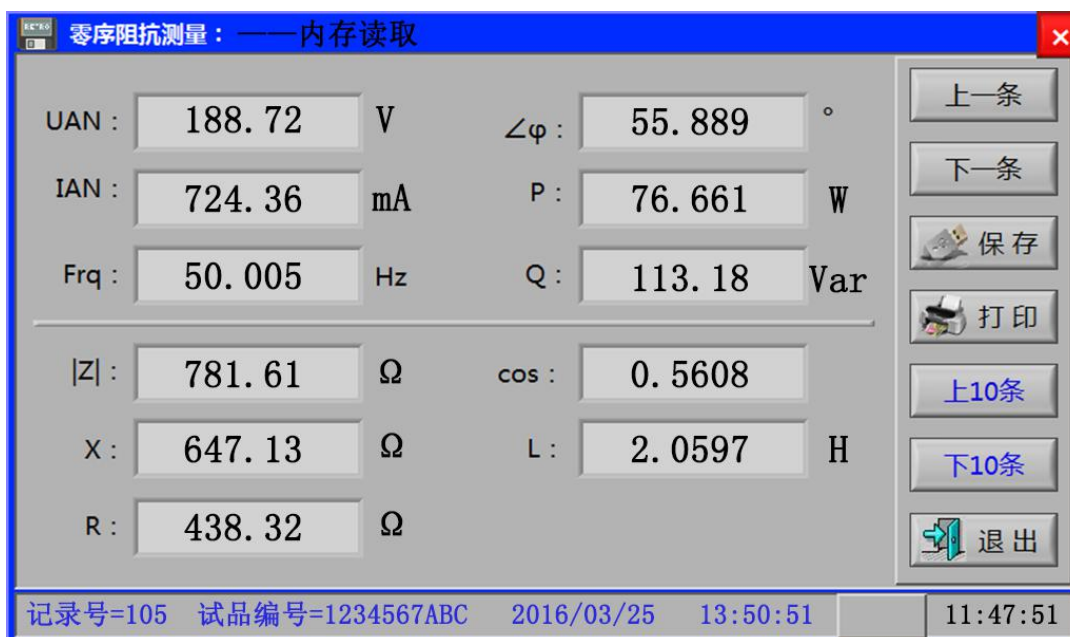 零序阻抗测量：——内存读取
UAN： 188.72 V ∠φ： 55.889 ° 上一条
IAN： 724.36 mA P： 76.661 W 下一条
Frq： 50.005 Hz Q： 113.18 Var 保存
打印
|Z|： 781.61 Ω cos： 0.5608 上10条
X： 647.13 Ω L： 2.0597 H 下10条
R： 438.32 Ω 退出
记录号=105 试品编号=1234567ABC 2016/03/25 13:50:51 11:47:51